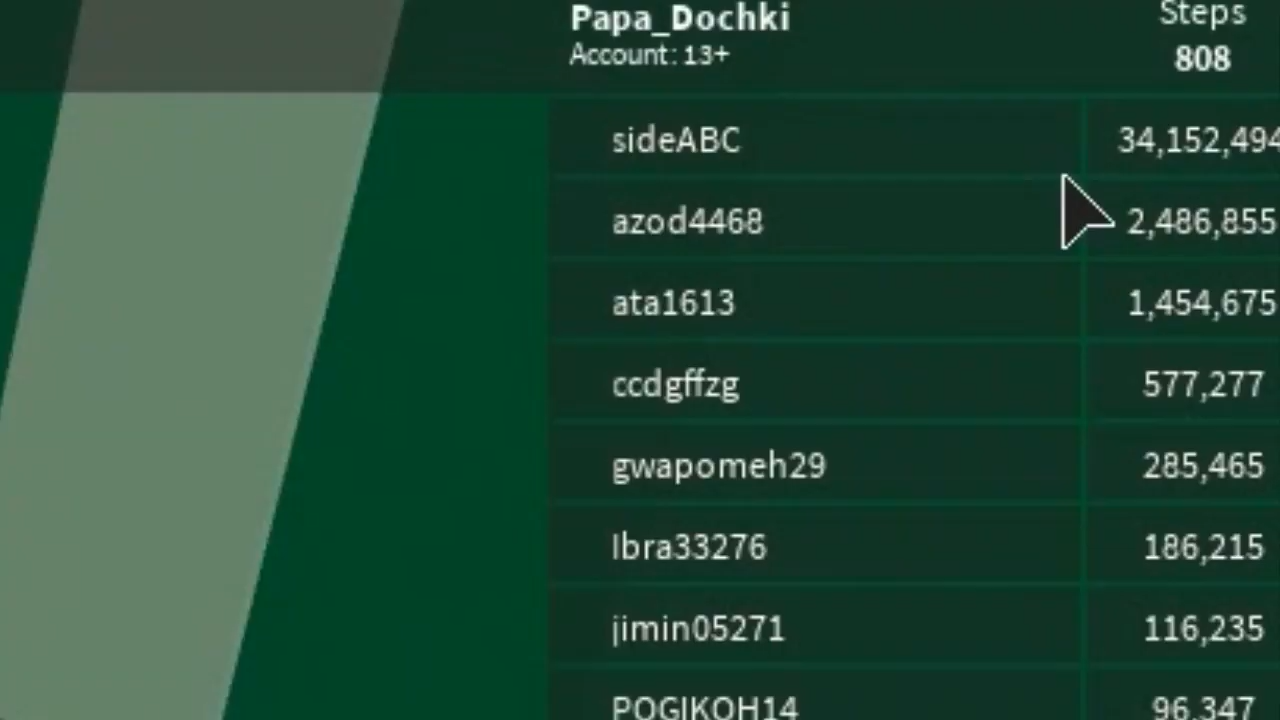 Papa_Dochki Steps
Account: 13+ 808
sideABC 34,152,494
azod4468 2,486,855
ata1613 1,454,675
ccdgffzg 577,277
gwapomeh29 285,465
Ibra33276 186,215
jimin05271 116,235
POGIKOH14 96,347